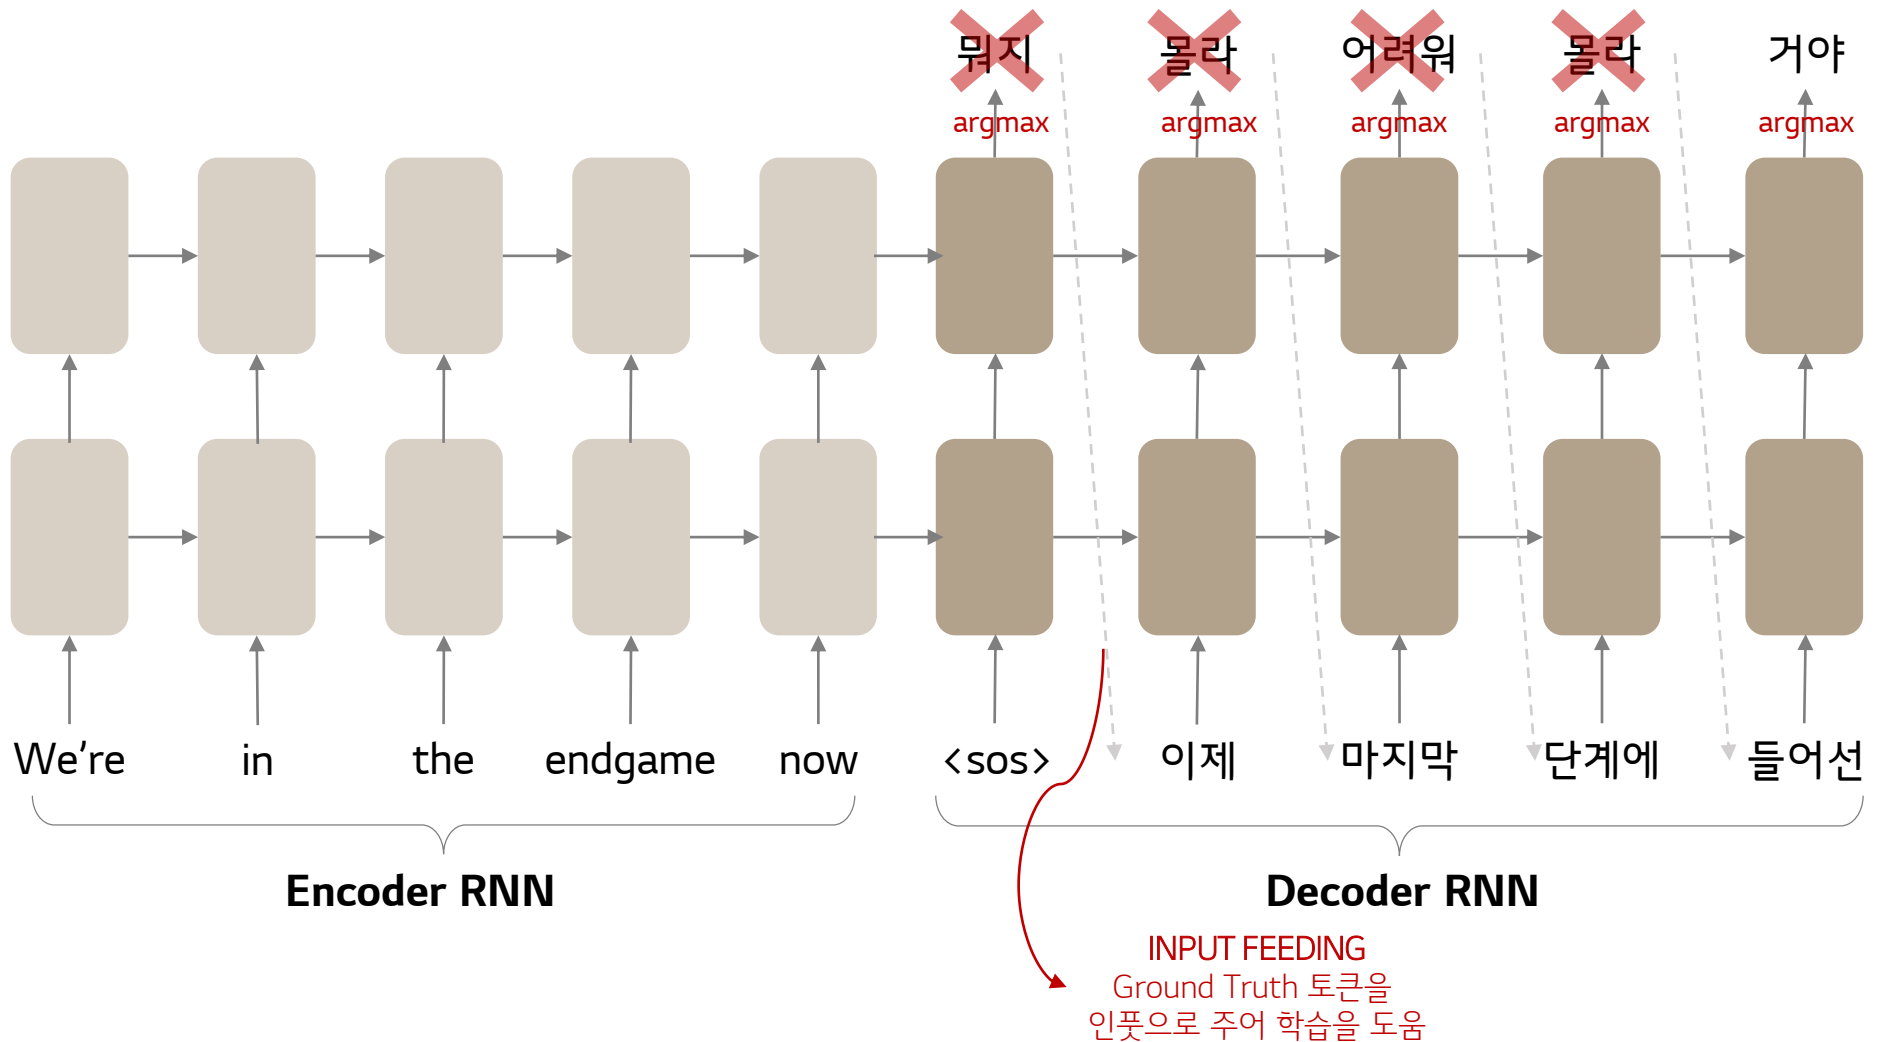 뭐지 몰라 어려워 몰라 거야
argmax argmax argmax argmax argmax
We're in the endgame now <sos> 이제 마지막 단계에 들어선
Encoder RNN Decoder RNN
INPUT FEEDING
Ground Truth 토큰을
인풋으로 주어 학습을 도움